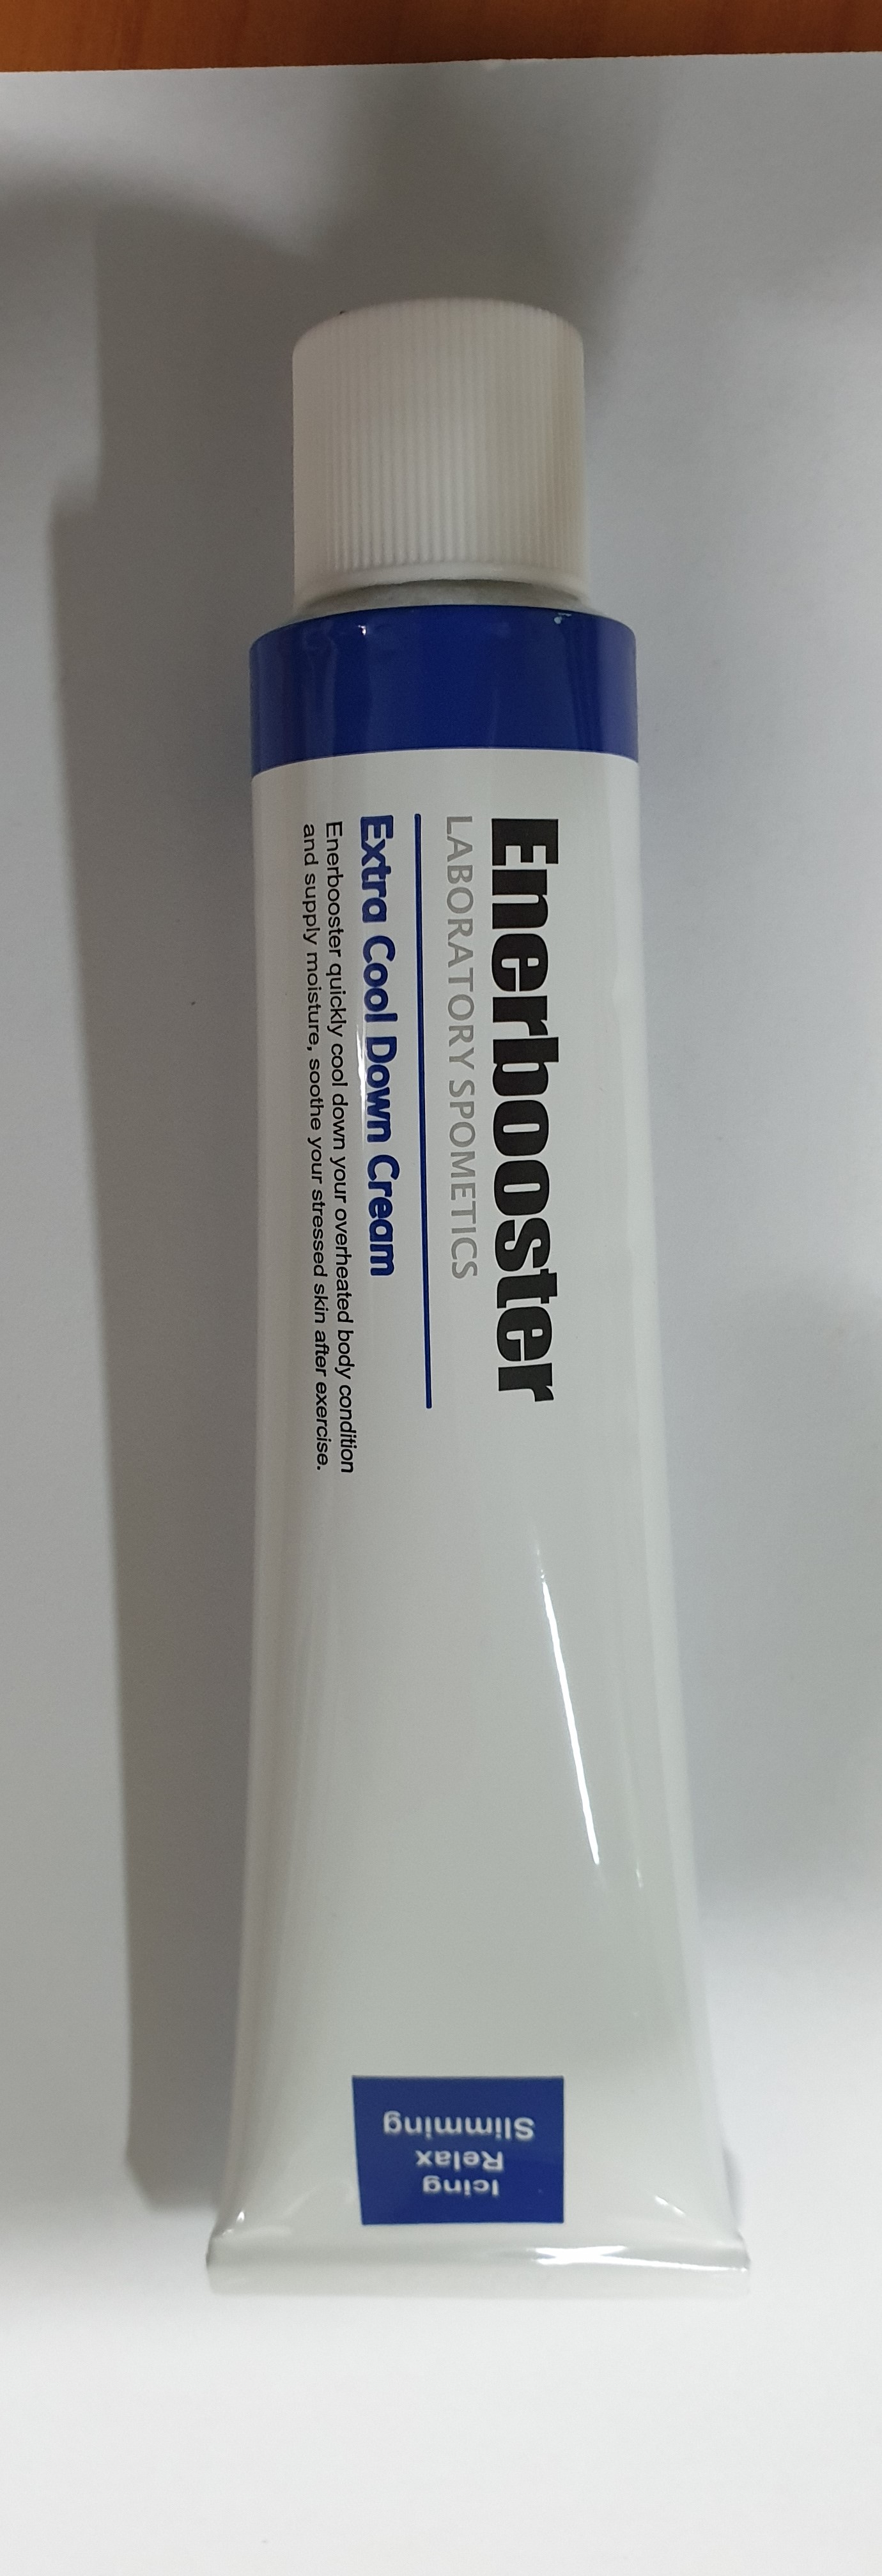 Enerbooster
LABORATORY SPOMETICS
Extra Cool Down Cream
Enerbooster quickly cool down your overheated body condition
and supply moisture, soothe your stressed skin after exercise.
Icing
Relax
Slimming